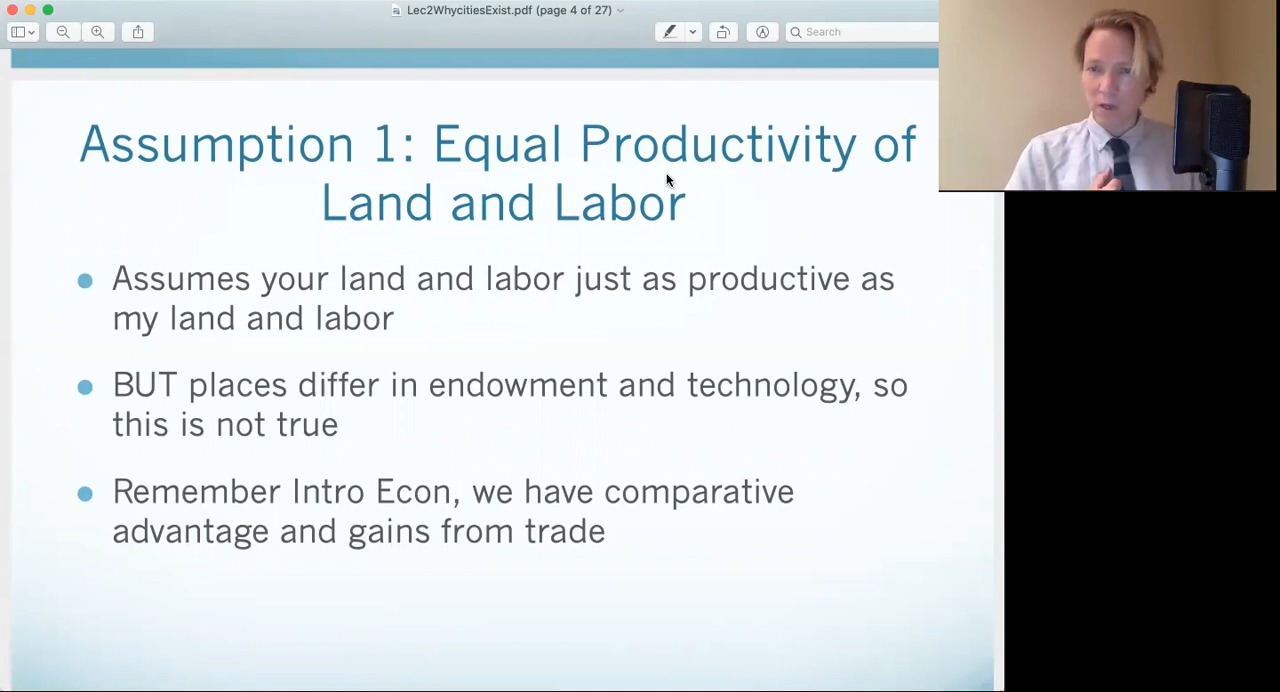 Lec2WhycitiesExist.pdf (page 4 of 27)
Search
Assumption 1: Equal Productivity of
Land and Labor
Assumes your land and labor just as productive as
my land and labor
BUT places differ in endowment and technology, so
this is not true
Remember Intro Econ, we have comparative
advantage and gains from trade